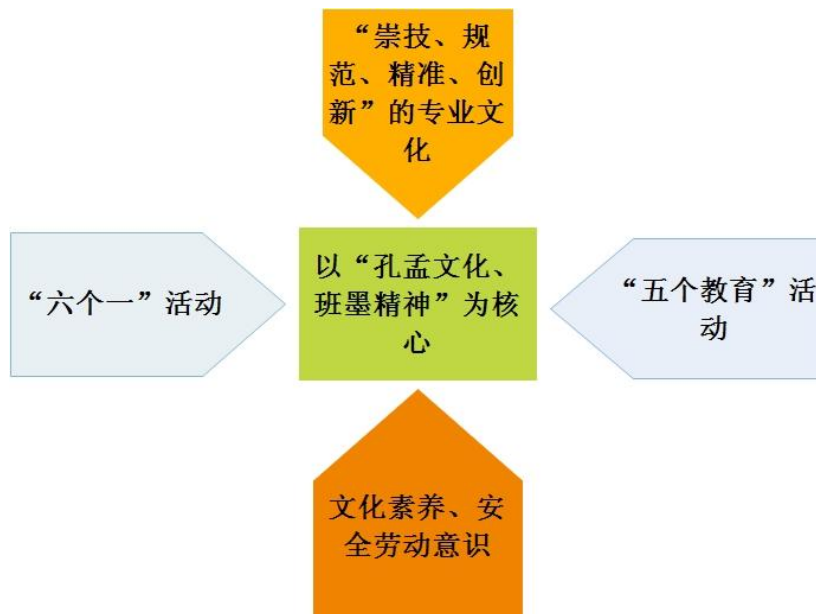 “崇技、规
范、精准、创
新”的专业文
化
“六个一”活动
以“孔孟文化、
班墨精神”为核
心
“五个教育”活
动
文化素养、安
全劳动意识